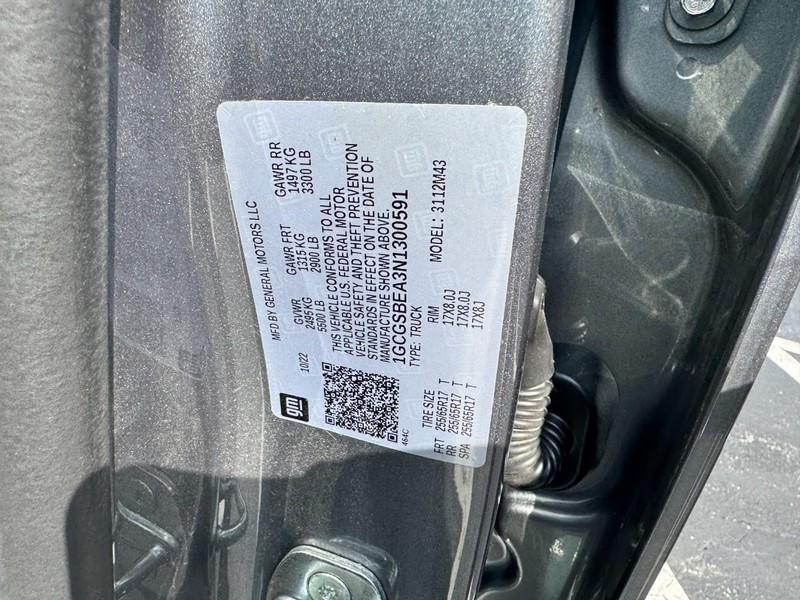 gm
MFD BY GENERAL MOTORS LLC
10/22 GVWR GAWR FRT GAWR RR
2495 KG 1315 KG 1497 KG
5500 LB 2900 LB 3300 LB
THIS VEHICLE CONFORMS TO ALL
APPLICABLE U.S. FEDERAL MOTOR
VEHICLE SAFETY AND THEFT PREVENTION
STANDARDS IN EFFECT ON THE DATE OF
MANUFACTURE SHOWN ABOVE.
1GCGSBEA3N1300591
464C TYPE: TRUCK MODEL: 3112M43
TIRE SIZE RIM
FRT 255/65R17 T 17X8.0J
RR 255/65R17 T 17X8.0J
SPA 255/65R17 T 17X8J